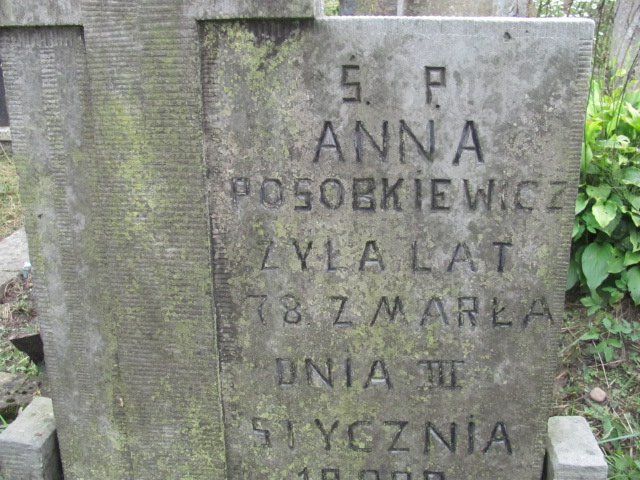 Ś. P.
ANNA
POSOBKIEWICZ
ŻYŁA LAT
78. ZMARŁA
DNIA III
STYCZNIA